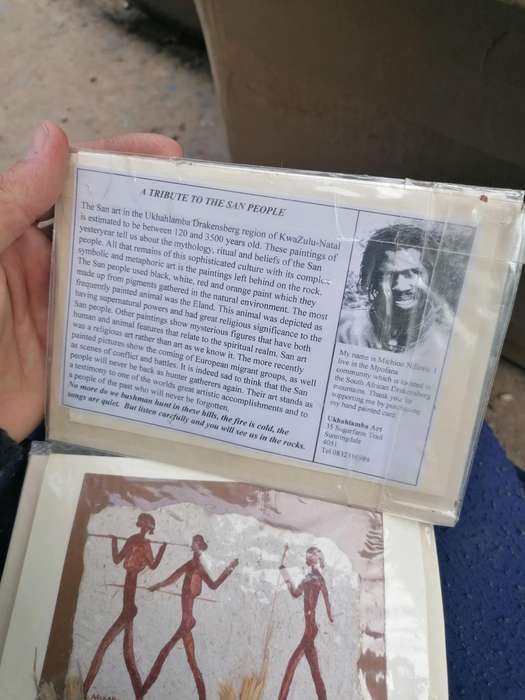 A TRIBUTE TO THE SAN PEOPLE
The San art in the Ukhahlamba Drakensberg region of KwaZulu-Natal
is estimated to be between 120 and 3500 years old. These paintings of
yesteryear tell us about the mythology, ritual and beliefs of the San
people. All that remains of this sophisticated culture with its complex
symbolic and metaphoric art is the paintings left behind on the rock.
The San people used black, white, red and orange paint which they
made up from pigments gathered in the natural environment. The most
frequently painted animal was the Eland. This animal was depicted as
having supernatural powers and had great religious significance to the
San people. Other paintings show mysterious figures that have both
human and animal features that relate to the spiritual realm. San art
was a religious art rather than art as we know it. The more recently
painted pictures show the coming of European migrant groups, as well
as scenes of conflict and battles. It is indeed sad to think that the San
people will never be back as hunter gatherers again. Their art stands as
a testimony to one of the worlds great artistic accomplishments and to
a people of the past who will never be forgotten.
No more do we bushman hunt in these hills, the fire is cold, the
songs are quiet. But listen carefully and you will see us in the rocks.
My name is Michion
live in the Mpofana
community which is located in
the South African Drakensberg
mountains. Thank you for
supporting me by purchasing
my hand painted card.
Ukhahlamba Art
35 Sugarfarm Trail
Sunningdale
4051
Tel